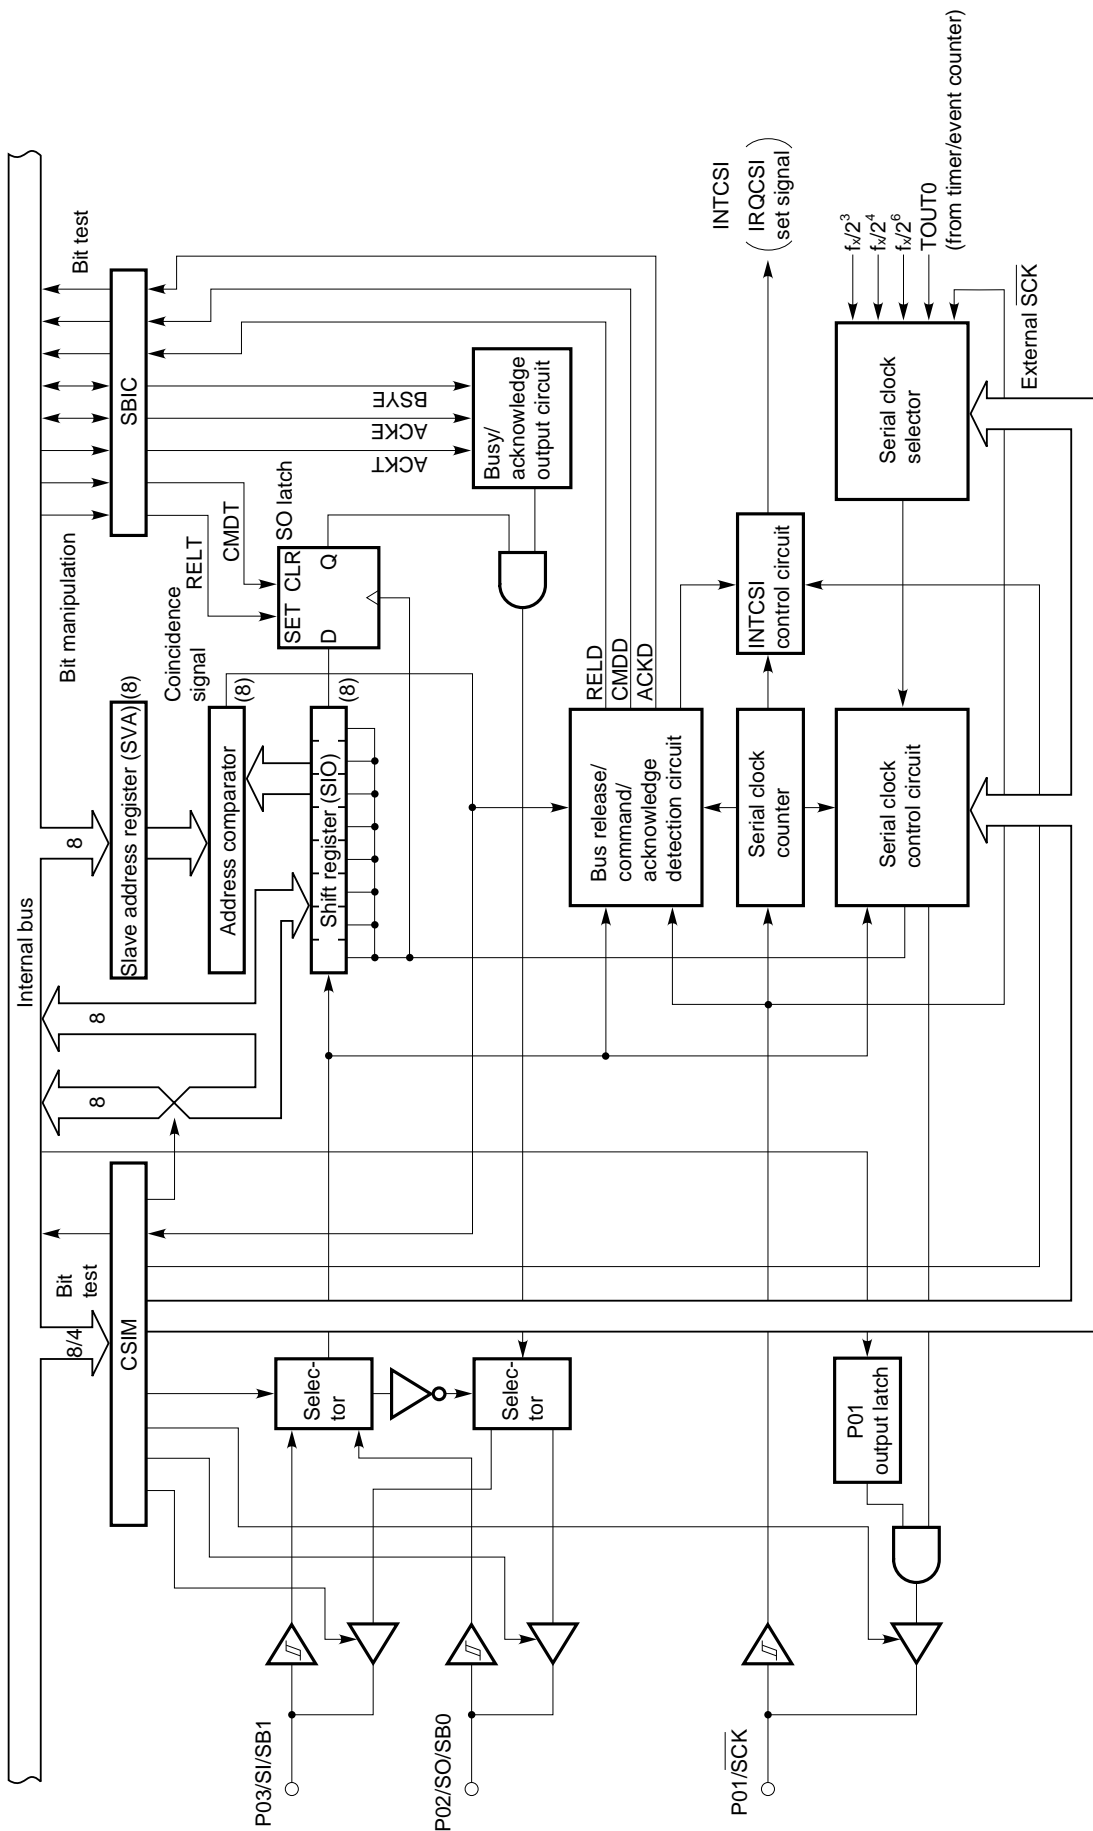 Internal bus
8/4
Bit
test
8
8
8
Bit manipulation
Bit test
CSIM
Slave address register (SVA)
(8)
SBIC
Coincidence
signal
RELT
CMDT
ACKT
ACKE
BSYE
Address comparator
(8)
SET CLR
D Q
SO latch
Busy/
acknowledge
output circuit
P03/SI/SB1
Selec-
tor
Shift register (SIO)
(8)
P02/SO/SB0
Selec-
tor
Bus release/
command/
acknowledge
detection circuit
RELD
CMDD
ACKD
P01/SCK
Serial clock
counter
INTCSI
control circuit
INTCSI
(IRQCSI
set signal)
P01
output latch
Serial clock
control circuit
Serial clock
selector
fx/2³
fx/2⁴
fx/2⁶
TOUT0
(from timer/event counter)
External SCK